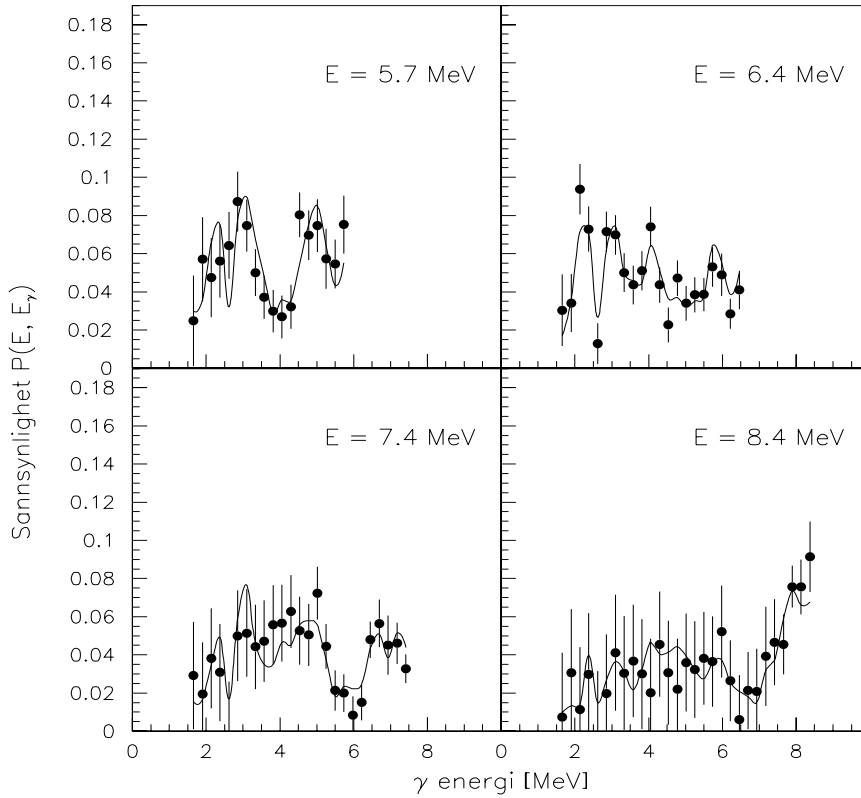 0.18
0.16
0.14
0.12
0.1
0.08
0.06
0.04
0.02
0
E = 5.7 MeV
E = 6.4 MeV
0.18
0.16
0.14
0.12
0.1
0.08
0.06
0.04
0.02
0
E = 7.4 MeV
E = 8.4 MeV
0 2 4 6 8
0 2 4 6 8
Sannsynlighet P(E, Eγ)
γ energi [MeV]